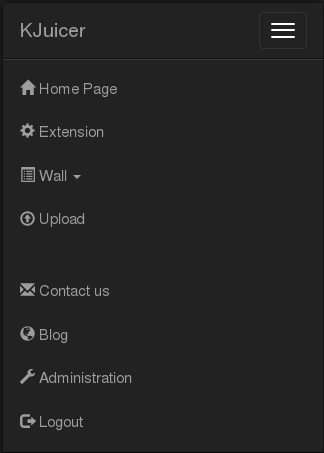 KJuicer
Home Page
Extension
Wall
Upload
Contact us
Blog
Administration
Logout